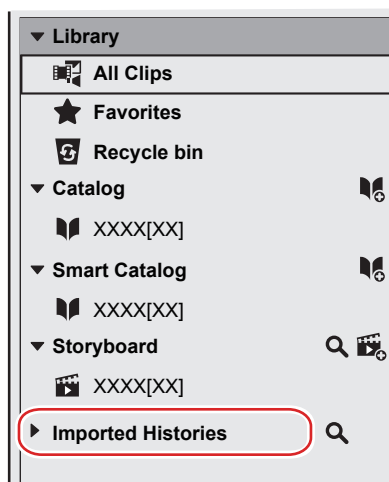 Library
All Clips
Favorites
Recycle bin
Catalog
XXXX[XX]
Smart Catalog
XXXX[XX]
Storyboard
XXXX[XX]
Imported Histories